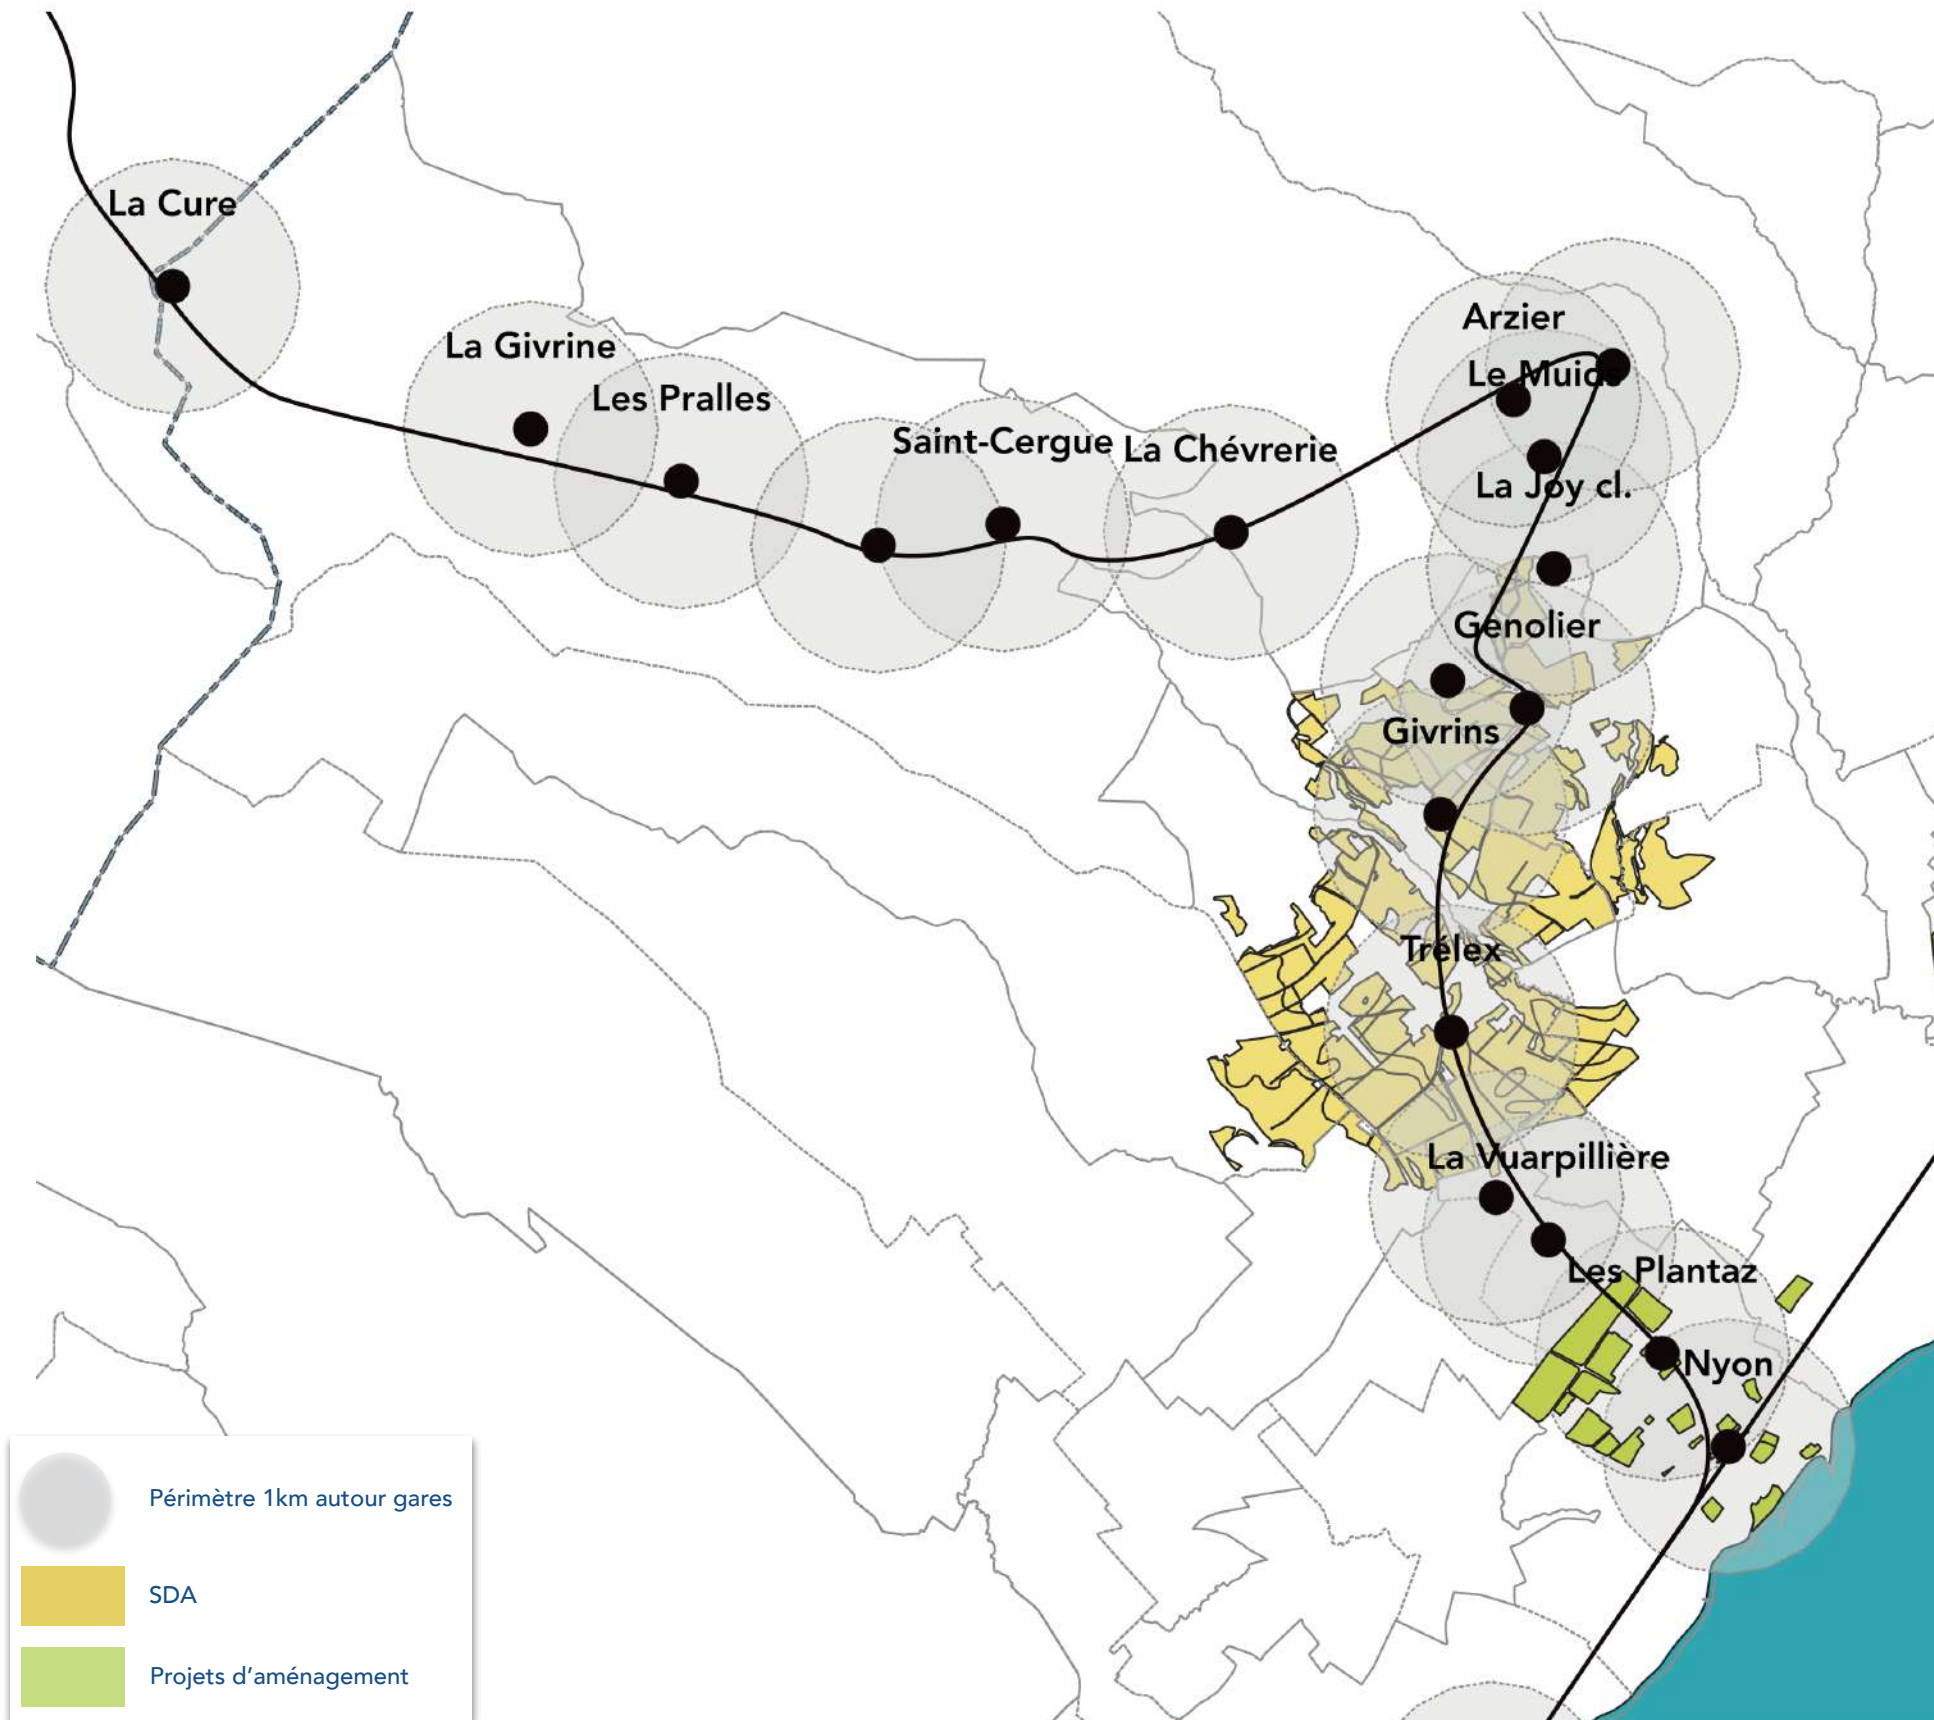 La Cure
La Givrine
Les Pralles
Saint-Cergue
La Chévrerie
Arzier
Le Muids
La Joy cl.
Genolier
Givrins
Trélex
La Vuarpillière
Les Plantaz
Nyon
Périmètre 1km autour gares
SDA
Projets d'aménagement